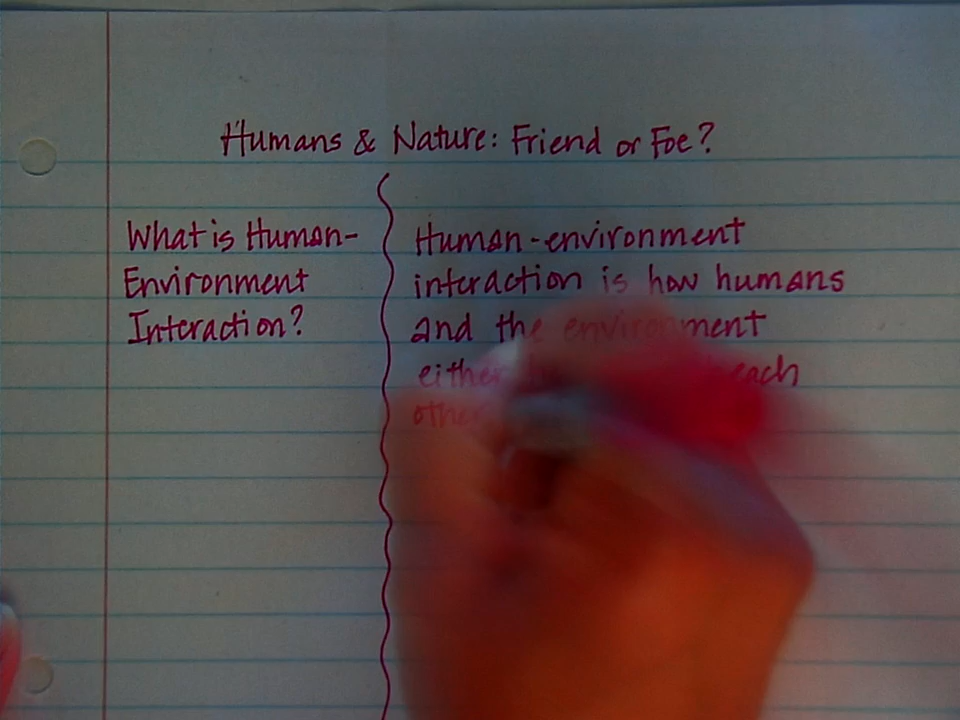 Humans & Nature: Friend or Foe?
What is Human-
Environment
Interaction?
Human-environment
interaction is how humans
and the environment
either each
other